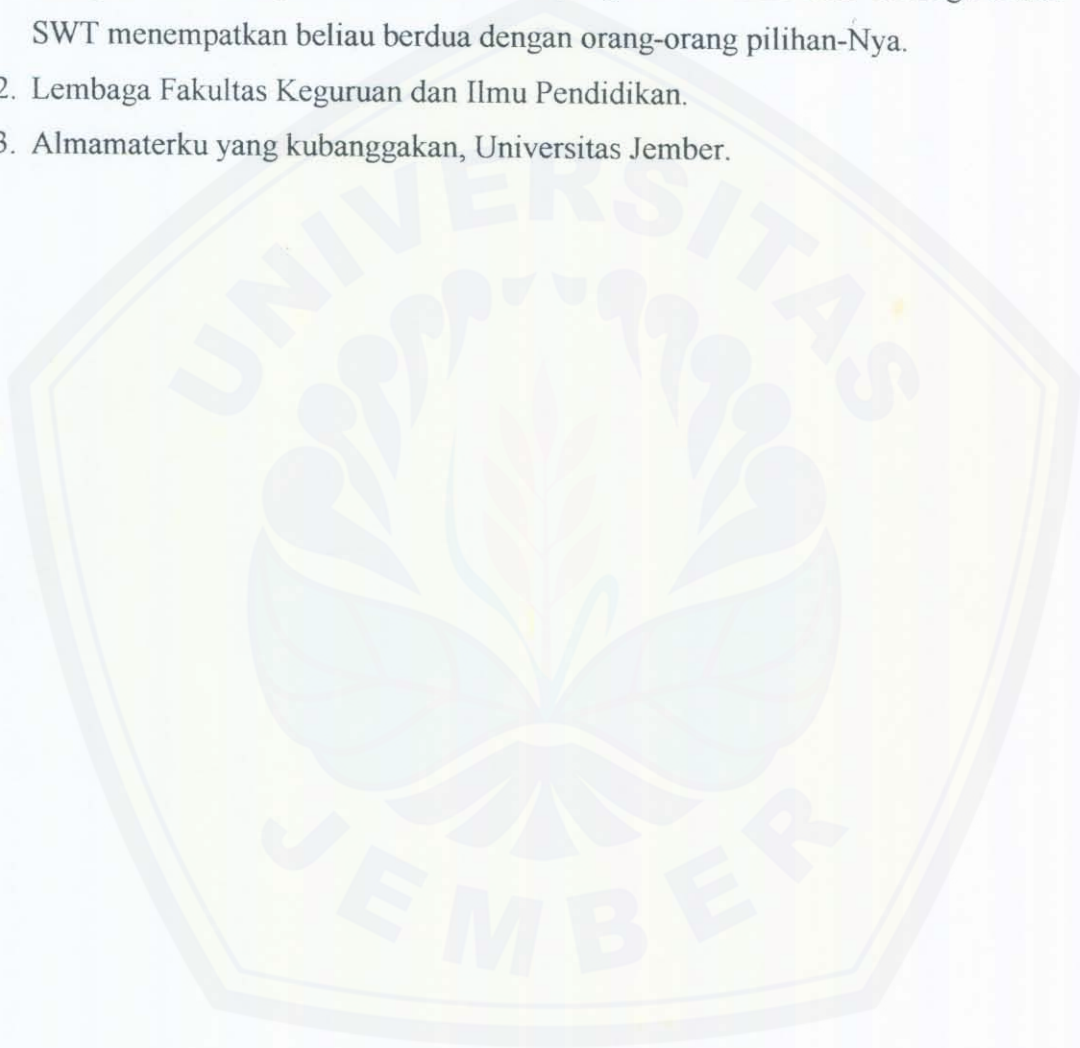 SWT menempatkan beliau berdua dengan orang-orang pilihan-Nya.
2. Lembaga Fakultas Keguruan dan Ilmu Pendidikan.
3. Almamaterku yang kubanggakan, Universitas Jember.
UNIVERSITAS
JEMBER